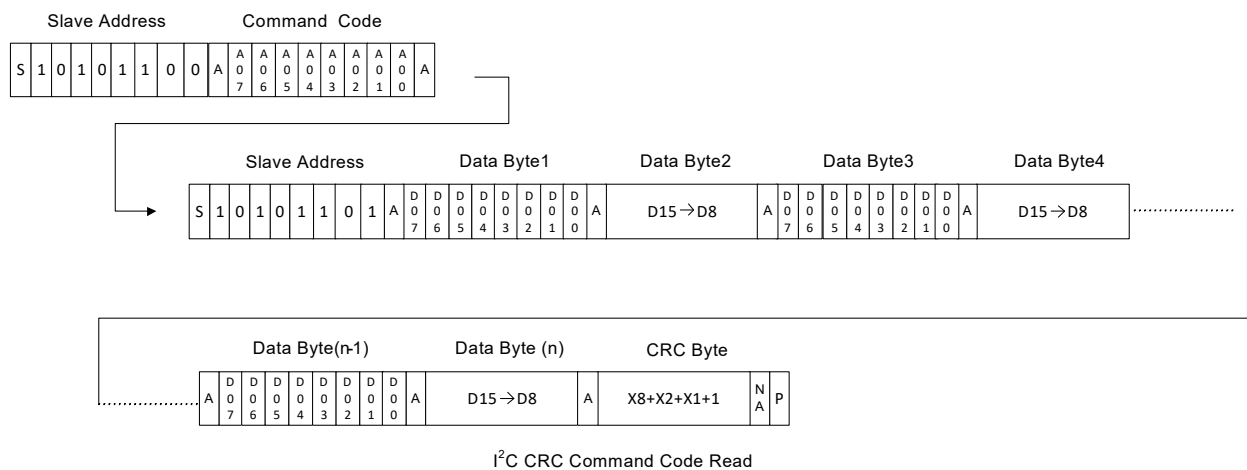 Slave Address Command Code
S 1 0 1 0 1 1 0 0 A A07 A06 A05 A04 A03 A02 A01 A00 A
Slave Address Data Byte1 Data Byte2 Data Byte3 Data Byte4
S 1 0 1 0 1 1 0 1 A D07 D06 D05 D04 D03 D02 D01 D00 A D15→D8 A D07 D06 D05 D04 D03 D02 D01 D00 A D15→D8
Data Byte(n-1) Data Byte (n) CRC Byte
A D07 D06 D05 D04 D03 D02 D01 D00 A D15→D8 A X8+X2+X1+1 NA P
I²C CRC Command Code Read